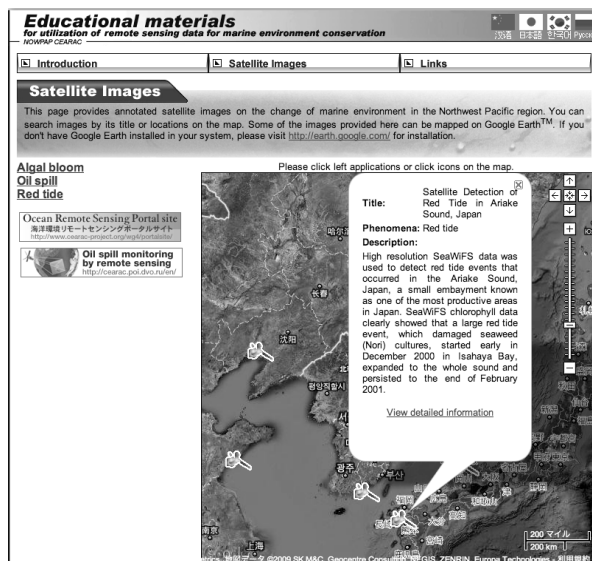 Educational materials
for utilization of remote sensing data for marine environment conservation
NOWPAP CEARAC
汉语 日本語 한국어
Introduction
Satellite Images
Links
Satellite Images
This page provides annotated satellite images on the change of marine environment in the Northwest Pacific region. You can
search images by its title or locations on the map. Some of the images provided here can be mapped on Google Earth™. If you
don't have Google Earth installed in your system, please visit http://earth.google.com/ for installation.
Algal bloom
Oil spill
Red tide
Ocean Remote Sensing Portal site
海洋環境リモートセンシングポータルサイト
http://www.cearac-project.org/wg4/portalsite/
Oil spill monitoring
by remote sensing
http://cearac.poi.dvo.ru/en/
Please click left applications or click icons on the map.
Title:
Satellite Detection of
Red Tide in Ariake
Sound, Japan
Phenomena: Red tide
Description:
High resolution SeaWiFS data was
used to detect red tide events that
occurred in the Ariake Sound,
Japan, a small embayment known
as one of the most productive areas
in Japan. SeaWiFS chlorophyll data
clearly showed that a large red tide
event, which damaged seaweed
(Nori) cultures, started early in
December 2000 in Isahaya Bay,
expanded to the whole sound and
persisted to the end of February
2001.
View detailed information
长春
沈阳
평양직할시
광주
부산
福岡
大分
高知
宮崎
南京
上海
200 マイル
200 km
地図データ ©2009 SK M&C, Geocentre Consulting, ZENRIN, Europa Technologies - 利用規約